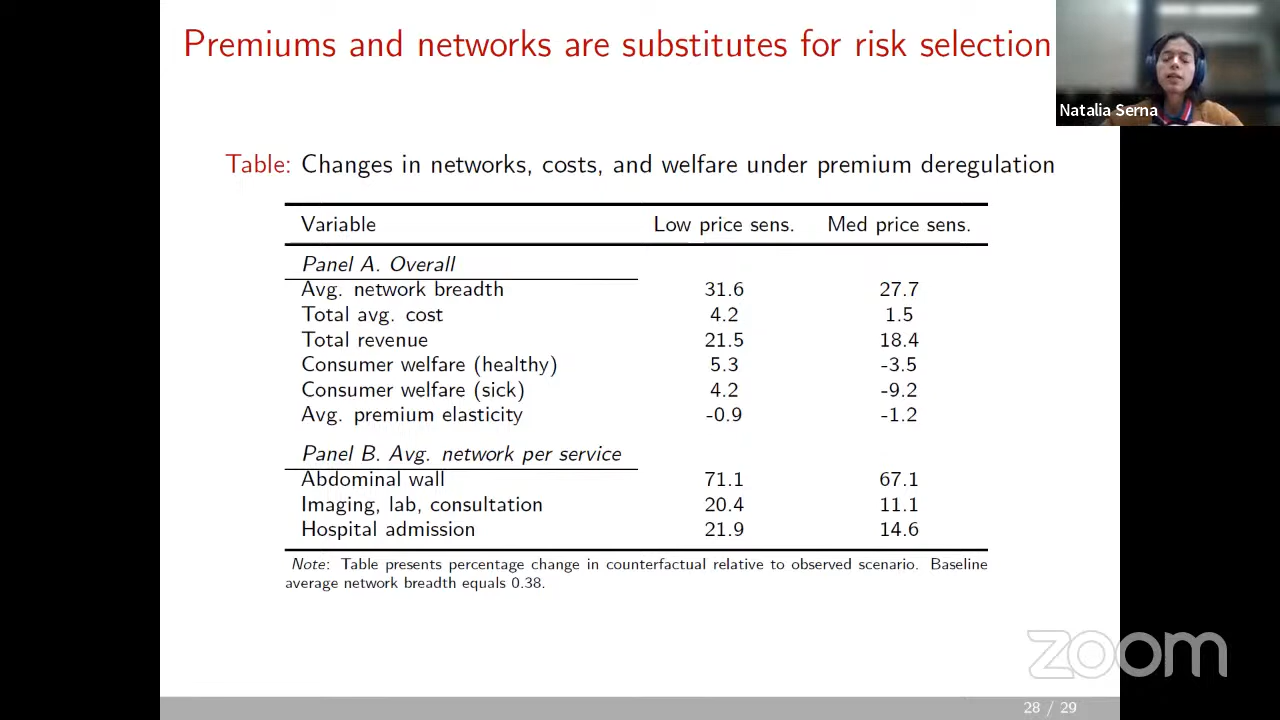 Premiums and networks are substitutes for risk selection
Natalia Serna
Table: Changes in networks, costs, and welfare under premium deregulation
Variable Low price sens. Med price sens.
Panel A. Overall
Avg. network breadth 31.6 27.7
Total avg. cost 4.2 1.5
Total revenue 21.5 18.4
Consumer welfare (healthy) 5.3 -3.5
Consumer welfare (sick) 4.2 -9.2
Avg. premium elasticity -0.9 -1.2
Panel B. Avg. network per service
Abdominal wall 71.1 67.1
Imaging, lab, consultation 20.4 11.1
Hospital admission 21.9 14.6
Note: Table presents percentage change in counterfactual relative to observed scenario. Baseline
average network breadth equals 0.38.
zoom
28 / 29